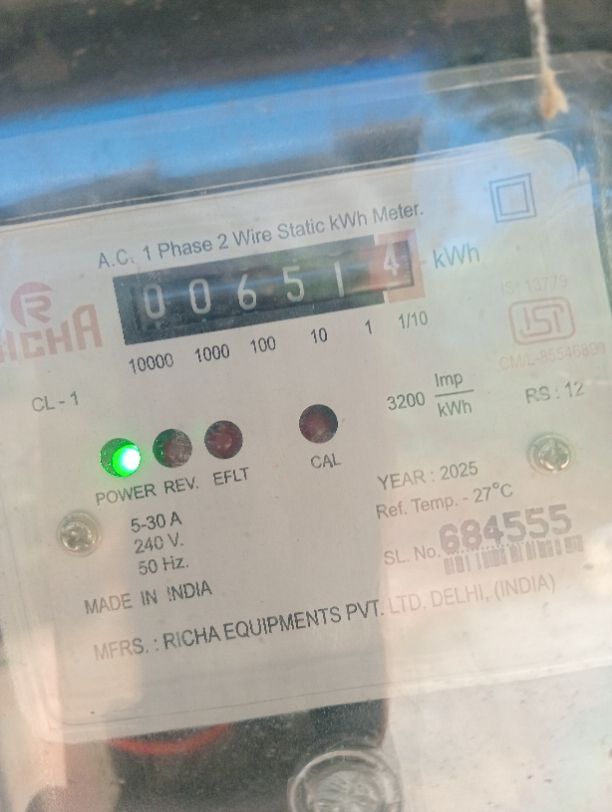 A.C. 1 Phase 2 Wire Static kWh Meter.
0 0 6 5 1 4 - kWh
10000 1000 100 10 1 1/10
R
RICHA
IS* 13779
ISI
CL - 1
3200 Imp/kWh
RS : 12
POWER REV. EFLT CAL
5-30 A
240 V.
50 Hz.
YEAR : 2025
Ref. Temp. - 27°C
SL. No. 684555
MADE IN INDIA
MFRS. : RICHA EQUIPMENTS PVT. LTD. DELHI, (INDIA)